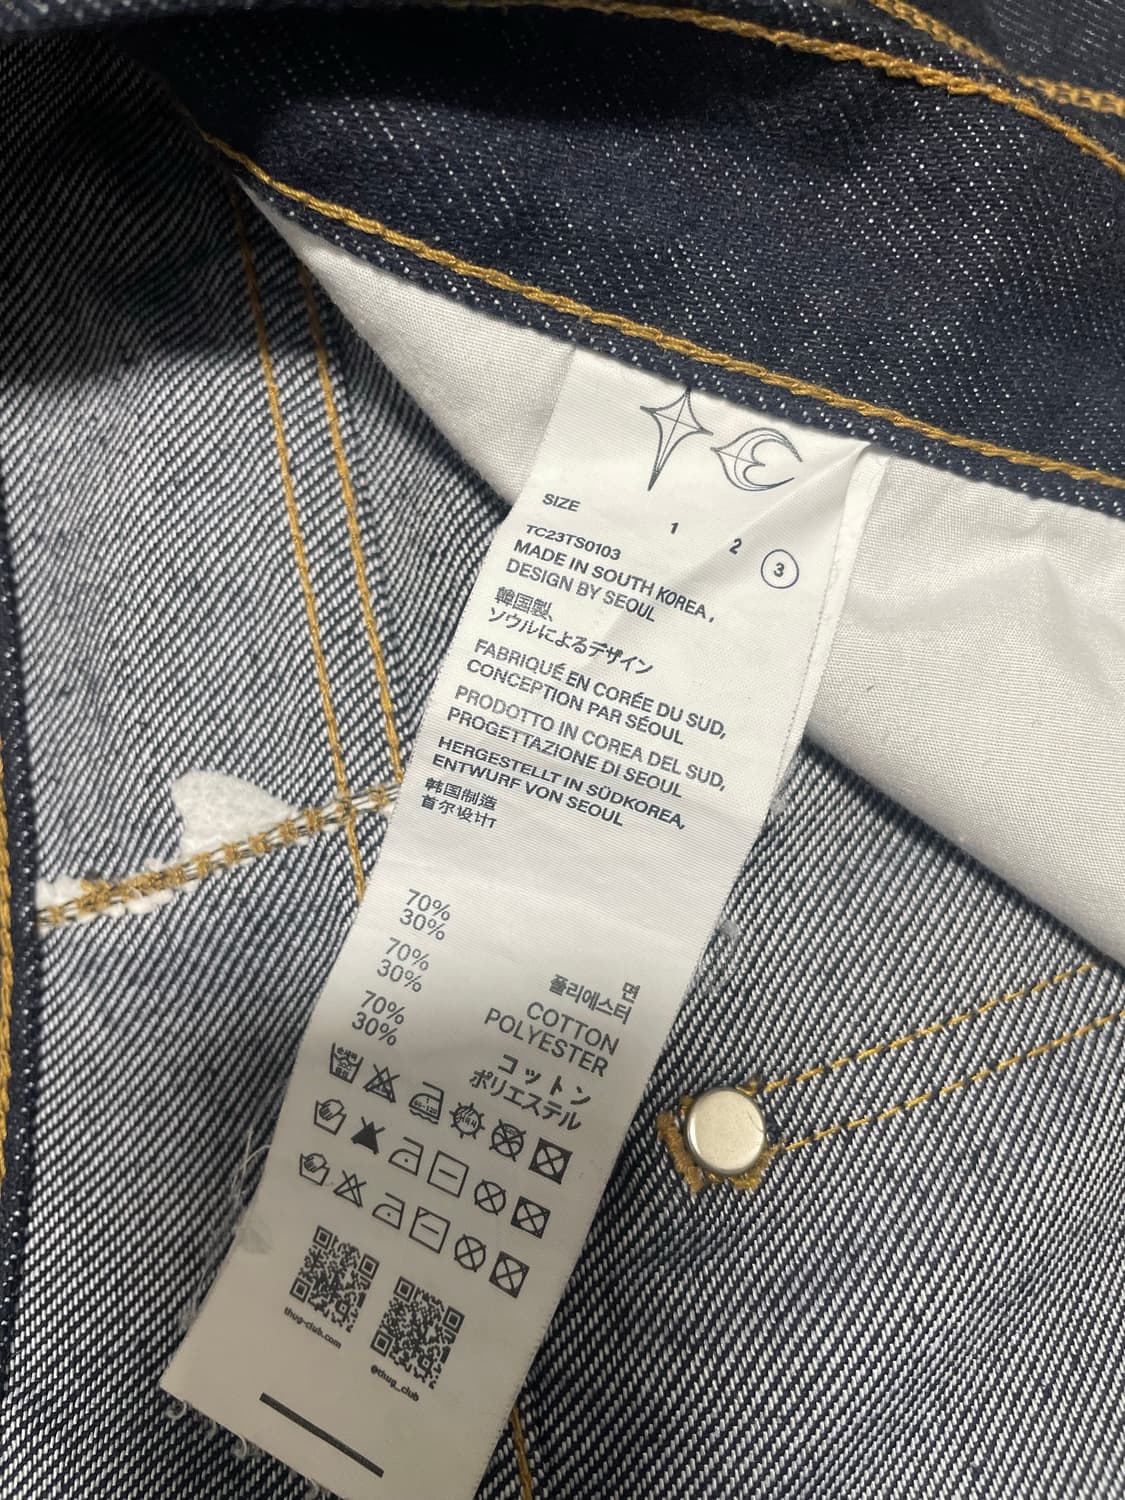 SIZE 1 2 3
TC23TS0103
MADE IN SOUTH KOREA,
DESIGN BY SEOUL
韓国製、
ソウルによるデザイン
FABRIQUÉ EN CORÉE DU SUD,
CONCEPTION PAR SÉOUL
PRODOTTO IN COREA DEL SUD,
PROGETTAZIONE DI SEOUL
HERGESTELLT IN SÜDKOREA,
ENTWURF VON SEOUL
韩国制造
首尔设计
70% 면
30% 폴리에스터
70% COTTON
30% POLYESTER
70% コットン
30% ポリエステル
thug-club.com
@thug_club